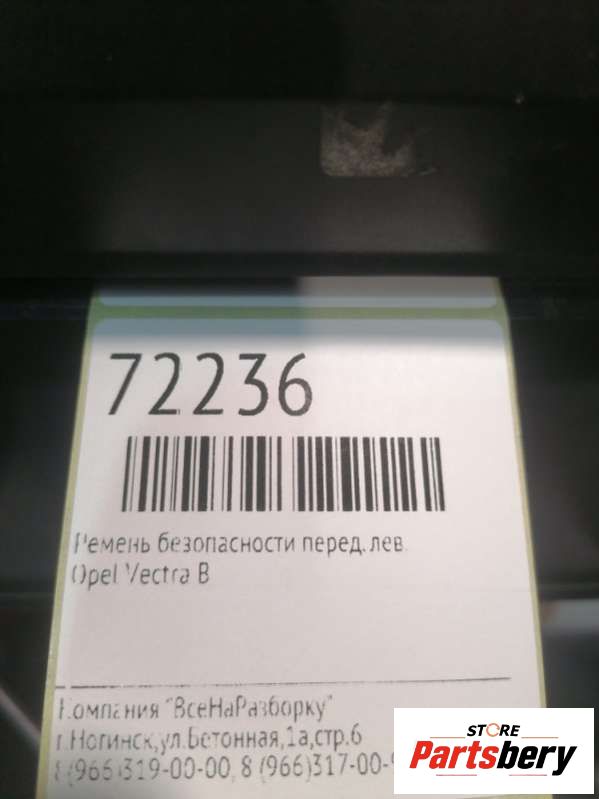 72236
Ремень безопасности перед. лев.
Opel Vectra B
Компания "ВсеНаРазборку"
г.Ногинск,ул.Бетонная,1а,стр.6
8 (966)319-00-00, 8 (966)317-00-
STORE
Partsbery